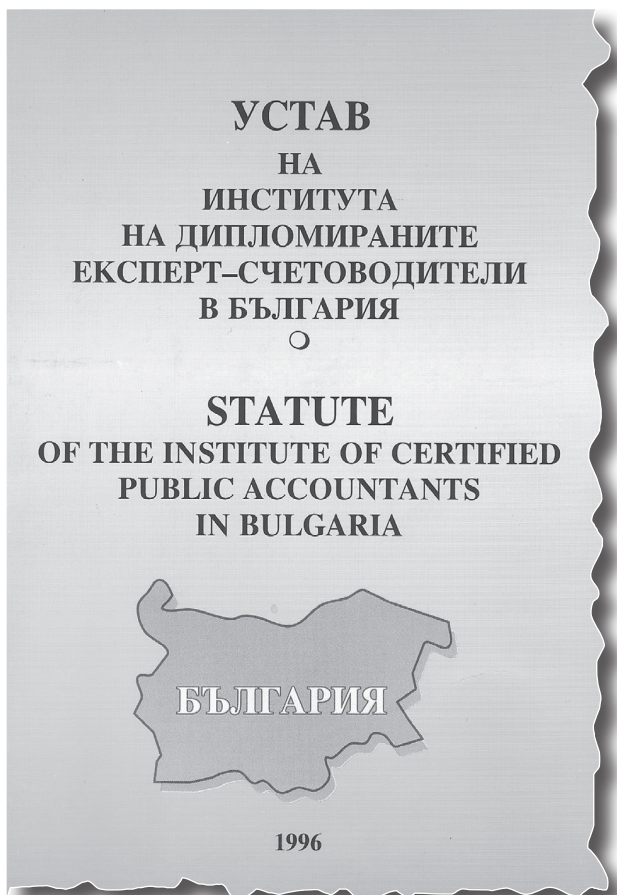 УСТАВ
НА
ИНСТИТУТА
НА ДИПЛОМИРАНИТЕ
ЕКСПЕРТ–СЧЕТОВОДИТЕЛИ
В БЪЛГАРИЯ
STATUTE
OF THE INSTITUTE OF CERTIFIED
PUBLIC ACCOUNTANTS
IN BULGARIA
БЪЛГАРИЯ
1996